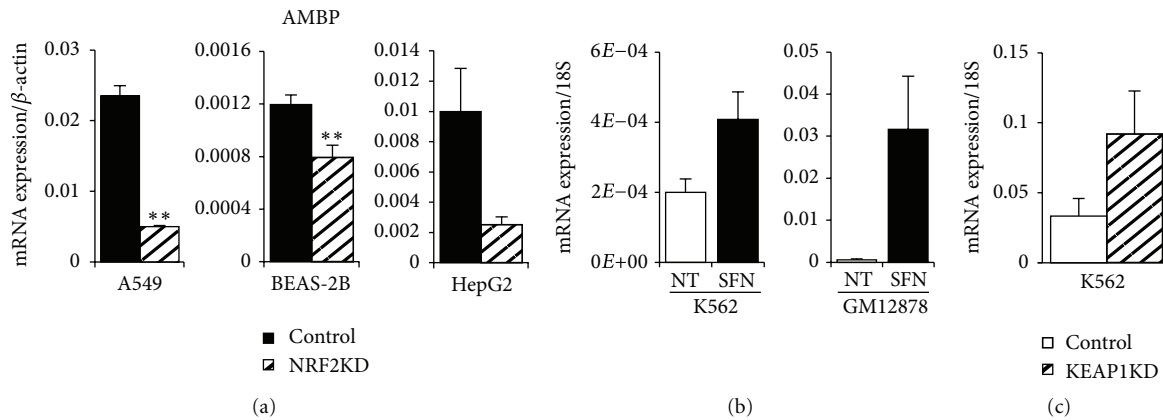 AMBP
mRNA expression/β-actin
0.03
0.02
0.01
0
**
A549
0.0016
0.0012
0.0008
0.0004
0
**
BEAS-2B
0.014
0.012
0.01
0.008
0.006
0.004
0.002
0
HepG2
Control
NRF2KD
(a)
mRNA expression/18S
6E−04
4E−04
2E−04
0E+00
NT SFN
K562
0.05
0.04
0.03
0.02
0.01
0
NT SFN
GM12878
(b)
mRNA expression/18S
0.15
0.1
0.05
0
K562
Control
KEAP1KD
(c)